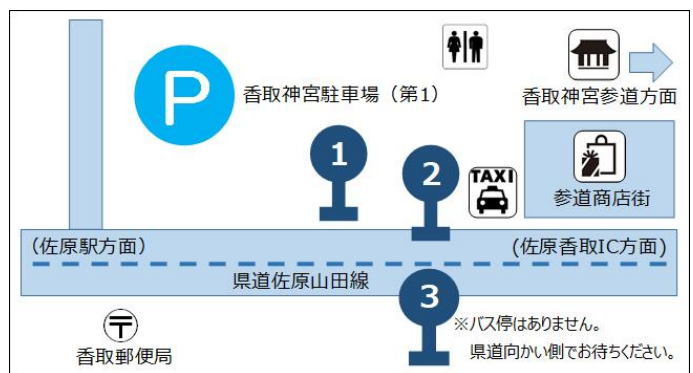 P
香取神宮駐車場（第1）
香取神宮参道方面
1
2
TAXI
参道商店街
（佐原駅方面）
（佐原香取IC方面）
県道佐原山田線
3
〒
香取郵便局
※バス停はありません。
県道向かい側でお待ちください。